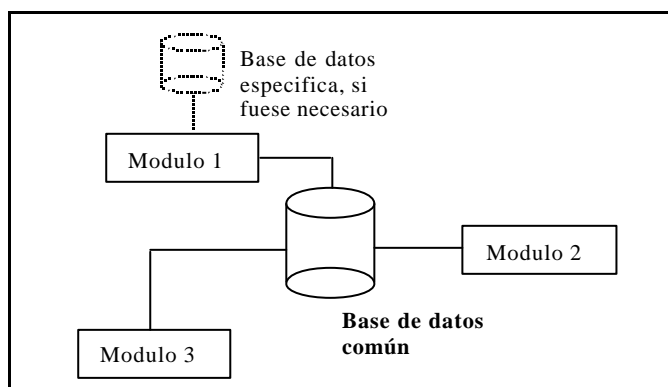 Base de datos
especifica, si
fuese necesario
Modulo 1
Modulo 2
Base de datos
común
Modulo 3